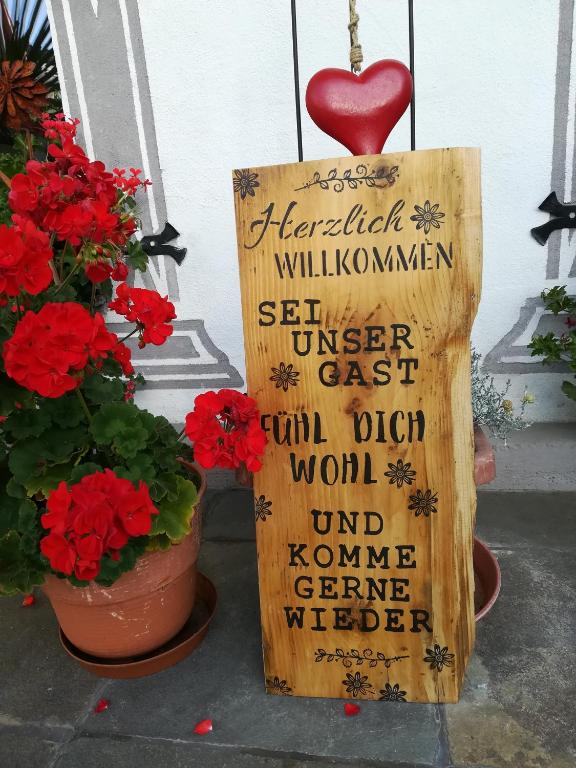 Herzlich
WILLKOMMEN
SEI
UNSER
GAST
FÜHL DICH
WOHL
UND
KOMME
GERNE
WIEDER